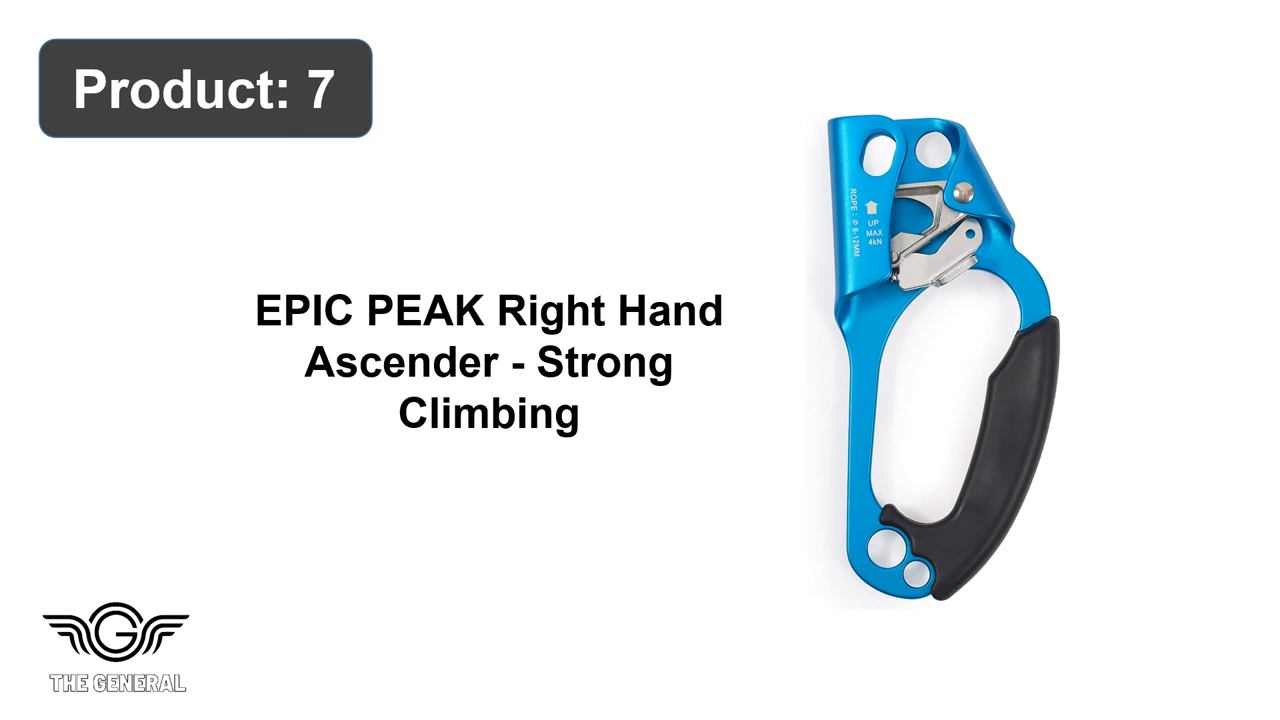 Product: 7
ROPE: Ø 8-12MM
UP
MAX
4kN
EPIC PEAK Right Hand
Ascender - Strong
Climbing
G
THE GENERAL